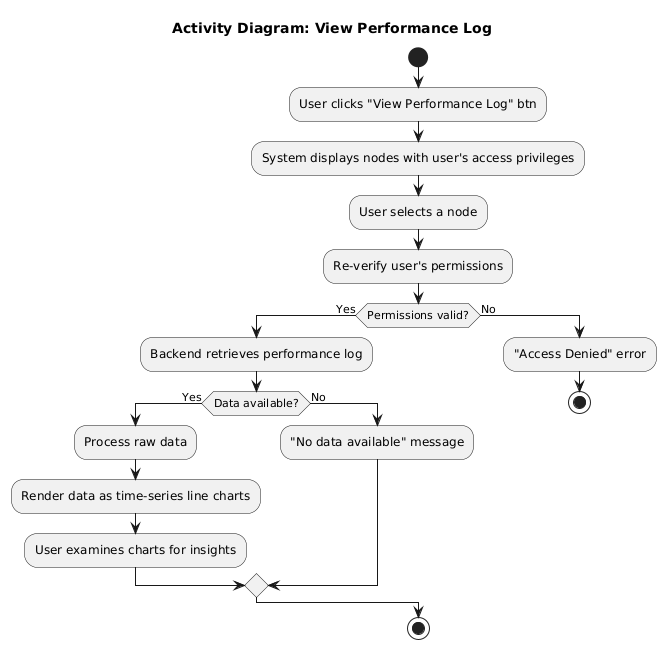 Activity Diagram: View Performance Log
User clicks "View Performance Log" btn
System displays nodes with user's access privileges
User selects a node
Re-verify user's permissions
Yes
Permissions valid?
No
Backend retrieves performance log
"Access Denied" error
Yes
Data available?
No
Process raw data
"No data available" message
Render data as time-series line charts
User examines charts for insights